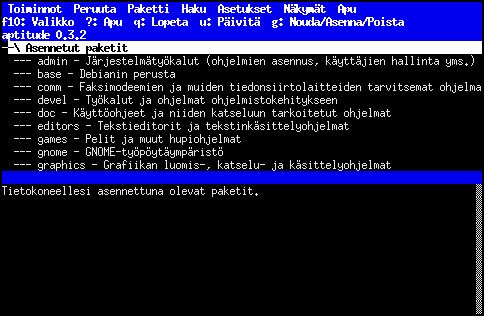 Toiminnot Peruuta Paketti Haku Asetukset Näkymät Apu
f10: Valikko ?: Apu q: Lopeta u: Päivitä g: Nouda/Asenna/Poista
aptitude 0.3.2
--\ Asennetut paketit
--- admin - Järjestelmätyökalut (ohjelmien asennus, käyttäjien hallinta yms.)
--- base - Debianin perusta
--- comm - Faksimodeemien ja muiden tiedonsiirtolaitteiden tarvitsemat ohjelma
--- devel - Työkalut ja ohjelmat ohjelmistokehitykseen
--- doc - Käyttöohjeet ja niiden katseluun tarkoitetut ohjelmat
--- editors - Tekstieditorit ja tekstinkäsittelyohjelmat
--- games - Pelit ja muut hupiohjelmat
--- gnome - GNOME-työpöytäympäristö
--- graphics - Grafiikan luomis-, katselu- ja käsittelyohjelmat
Tietokoneellesi asennettuna olevat paketit.